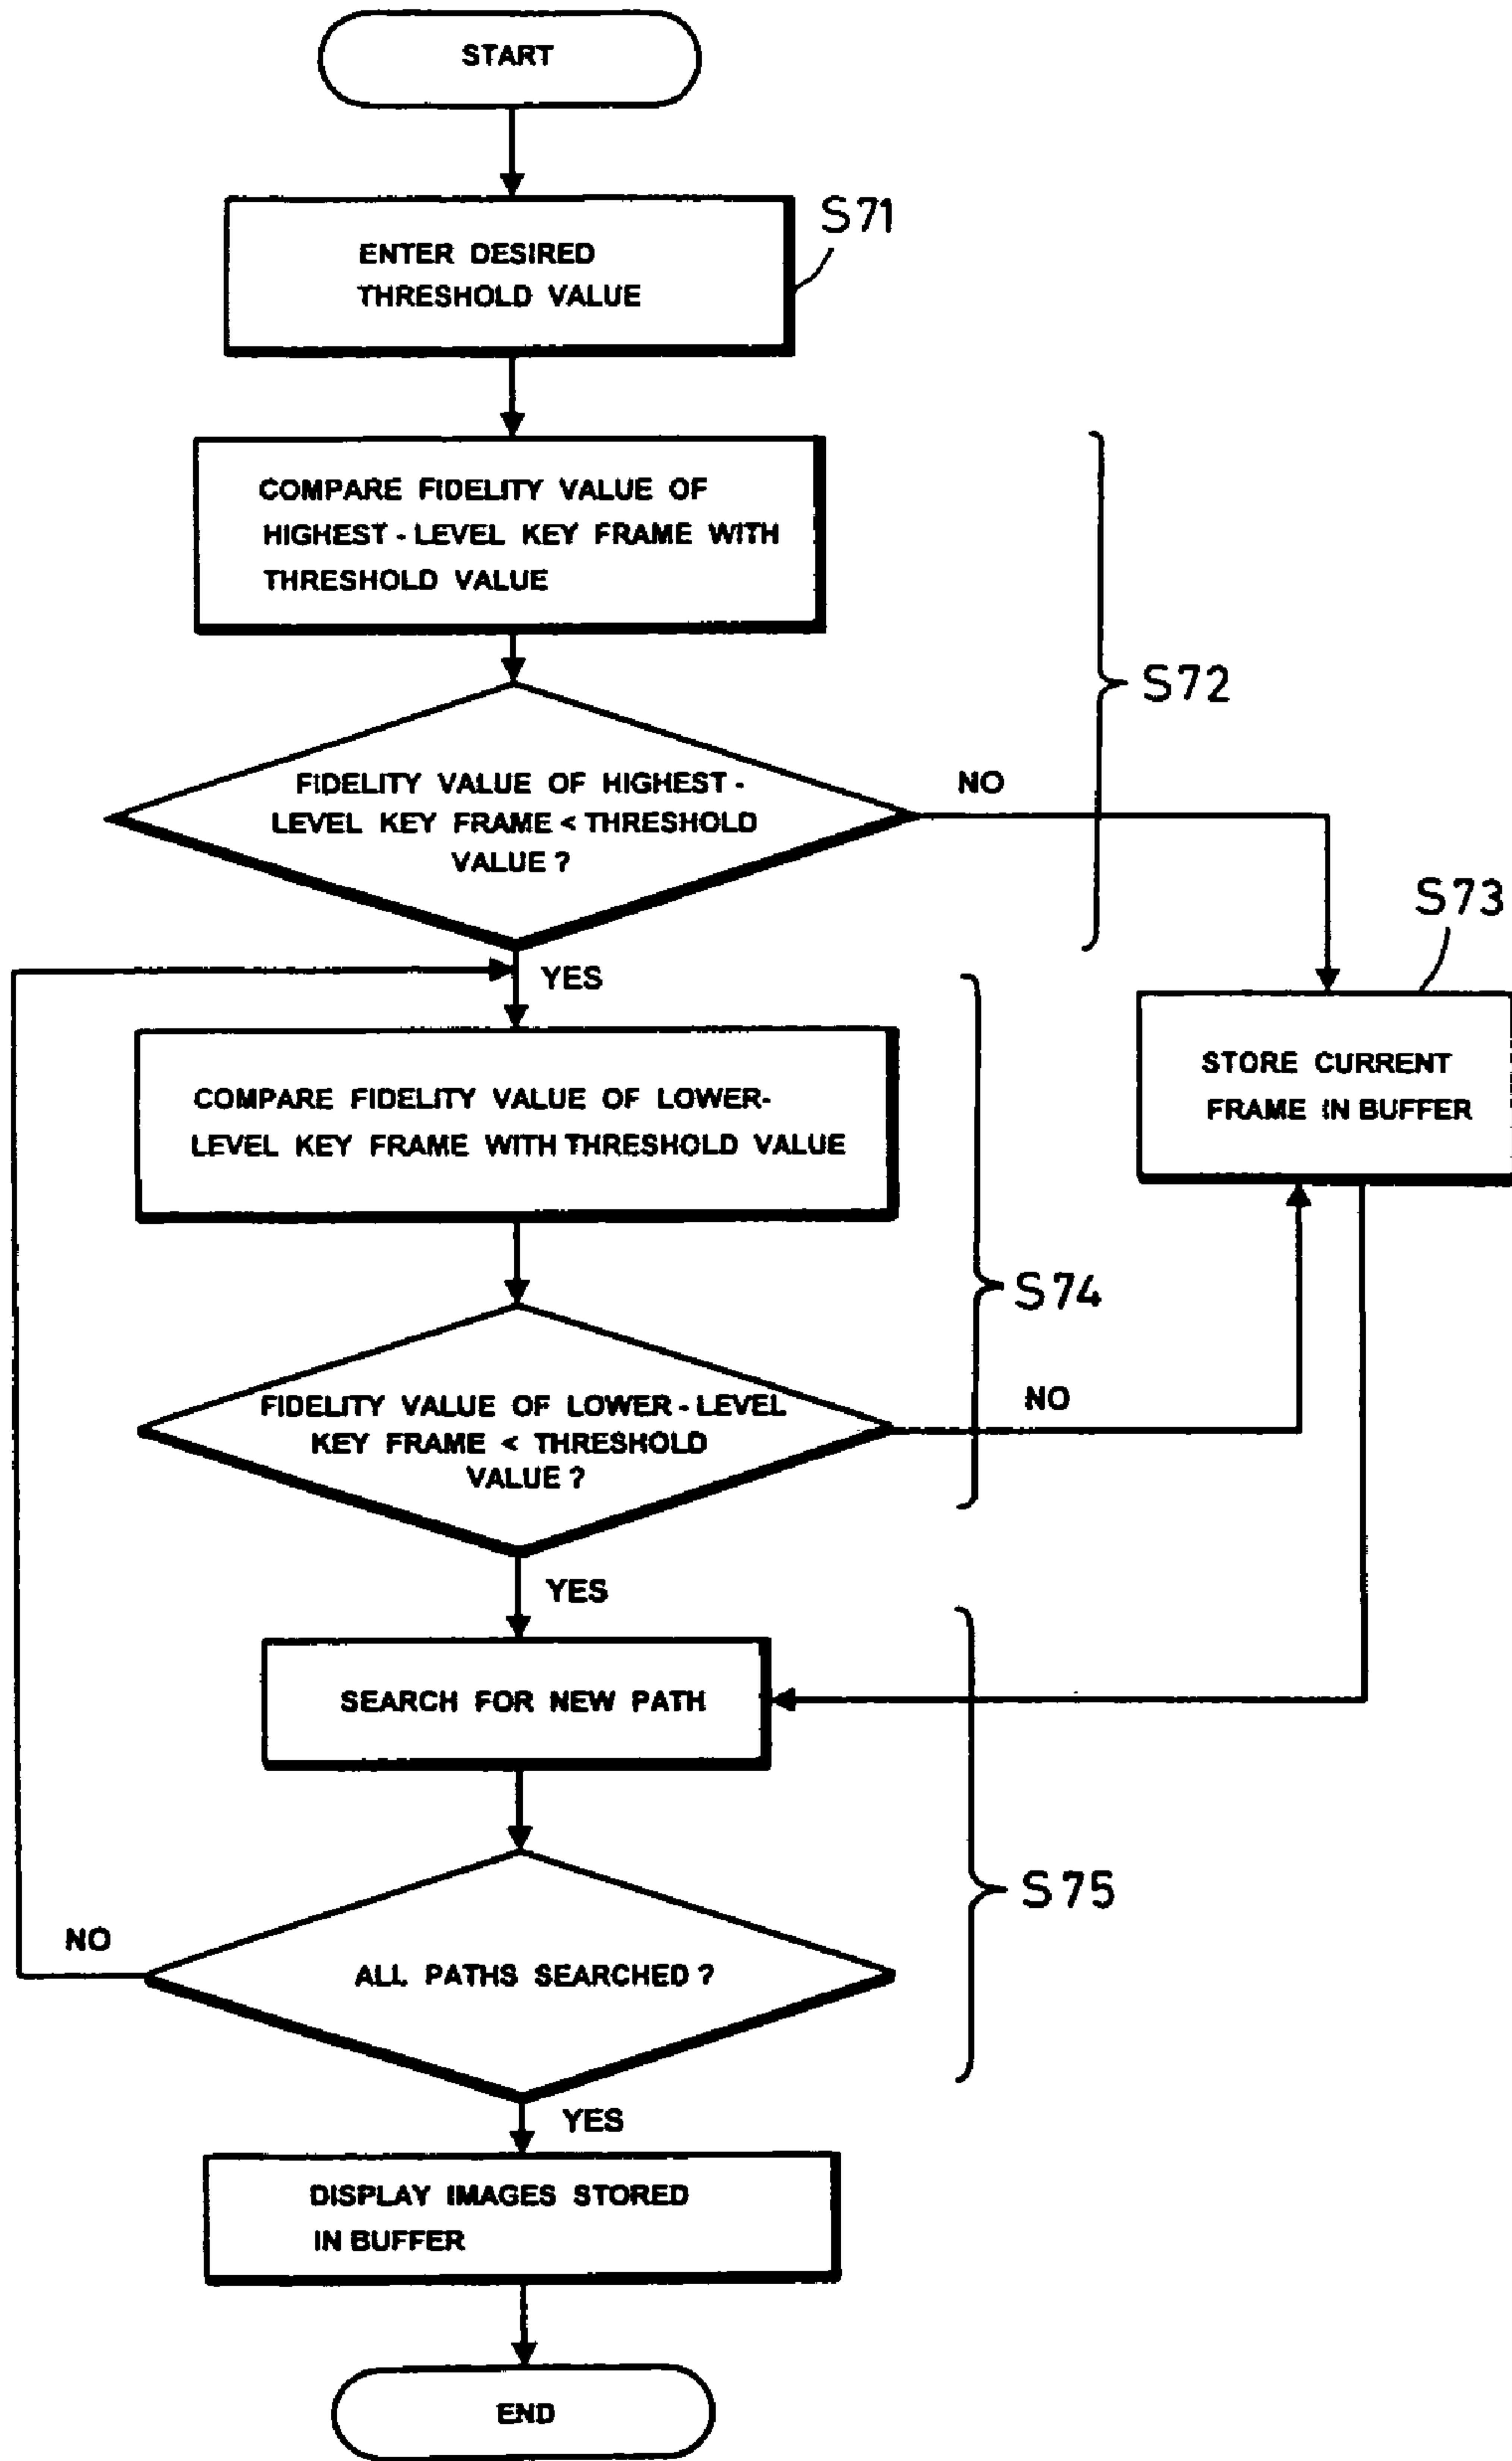 START
S71
ENTER DESIRED
THRESHOLD VALUE
COMPARE FIDELITY VALUE OF
HIGHEST - LEVEL KEY FRAME WITH
THRESHOLD VALUE
S72
FIDELITY VALUE OF HIGHEST -
LEVEL KEY FRAME < THRESHOLD
VALUE ?
NO
S73
YES
STORE CURRENT
FRAME IN BUFFER
COMPARE FIDELITY VALUE OF LOWER-
LEVEL KEY FRAME WITH THRESHOLD VALUE
S74
FIDELITY VALUE OF LOWER - LEVEL
KEY FRAME < THRESHOLD
VALUE ?
NO
YES
SEARCH FOR NEW PATH
S75
NO
ALL PATHS SEARCHED ?
YES
DISPLAY IMAGES STORED
IN BUFFER
END